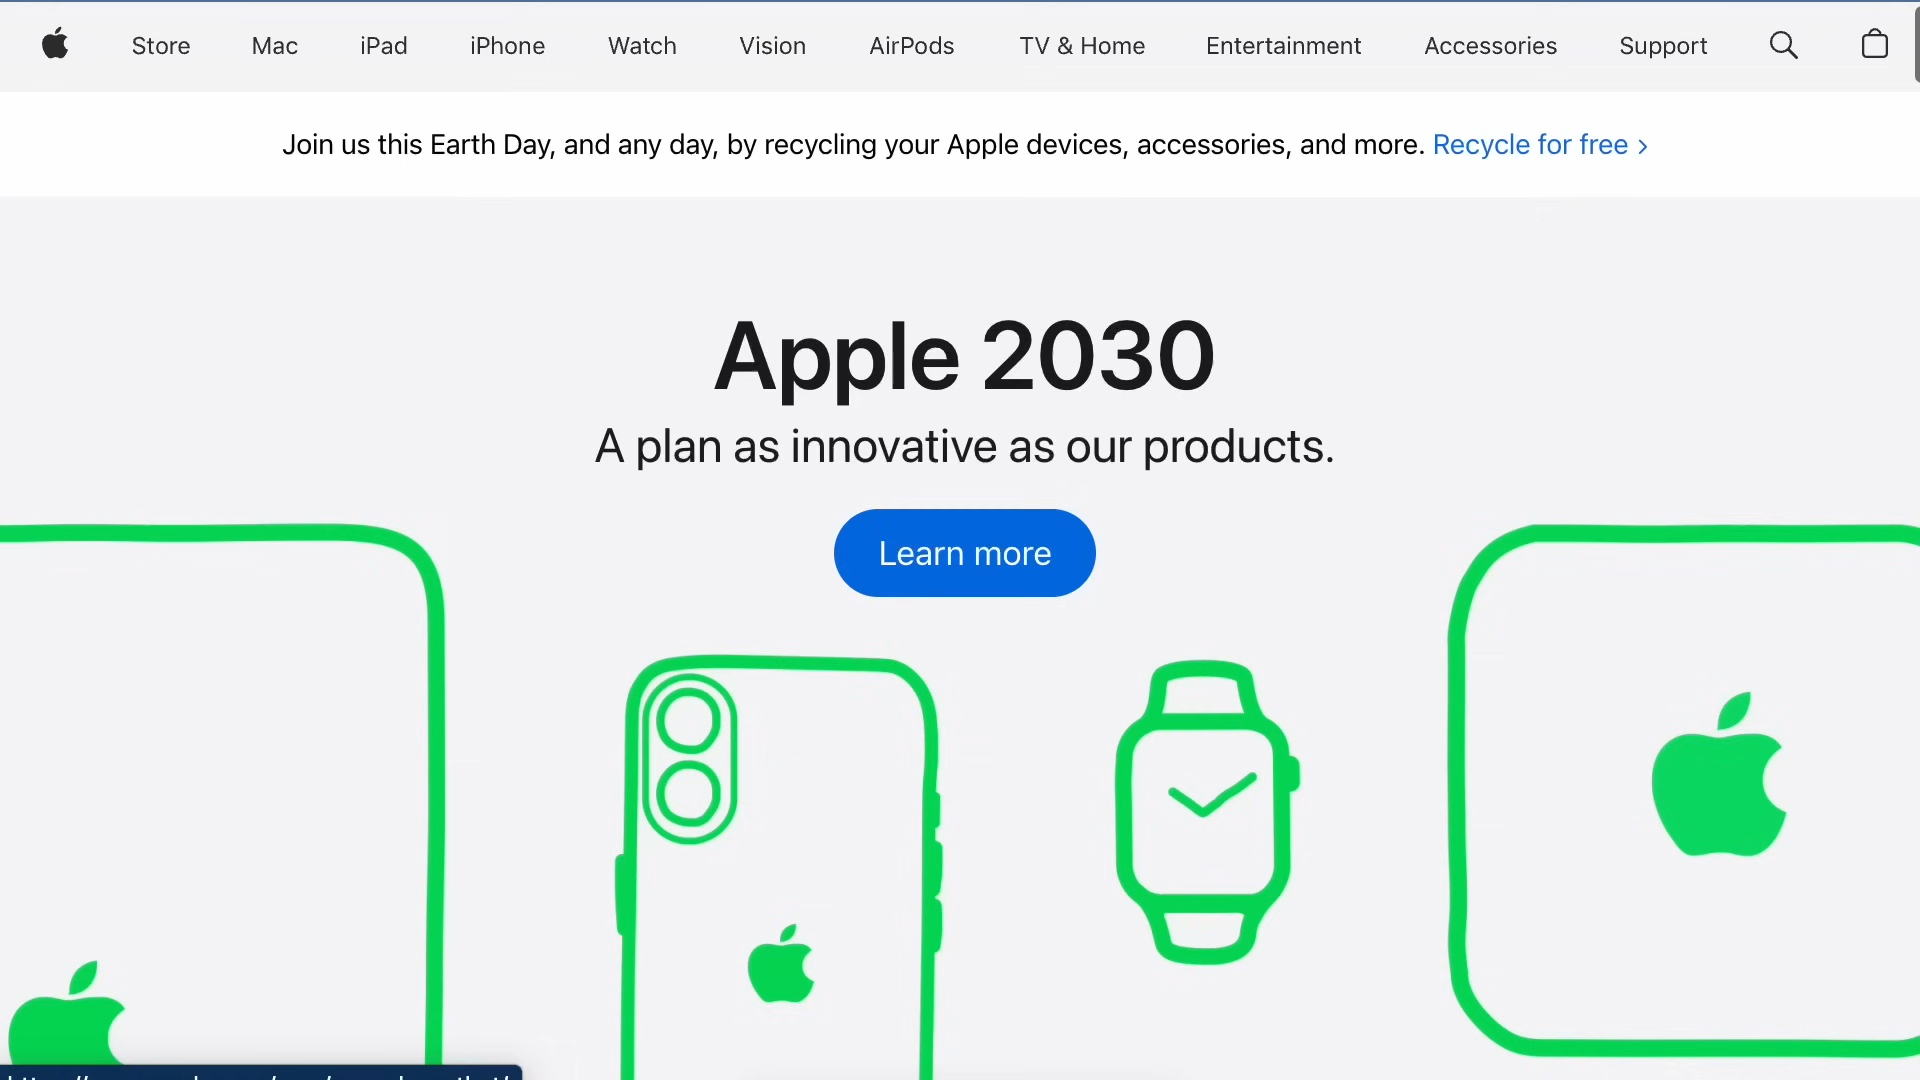 Store Mac iPad iPhone Watch Vision AirPods TV & Home Entertainment Accessories Support
Join us this Earth Day, and any day, by recycling your Apple devices, accessories, and more. Recycle for free >
Apple 2030
A plan as innovative as our products.
Learn more